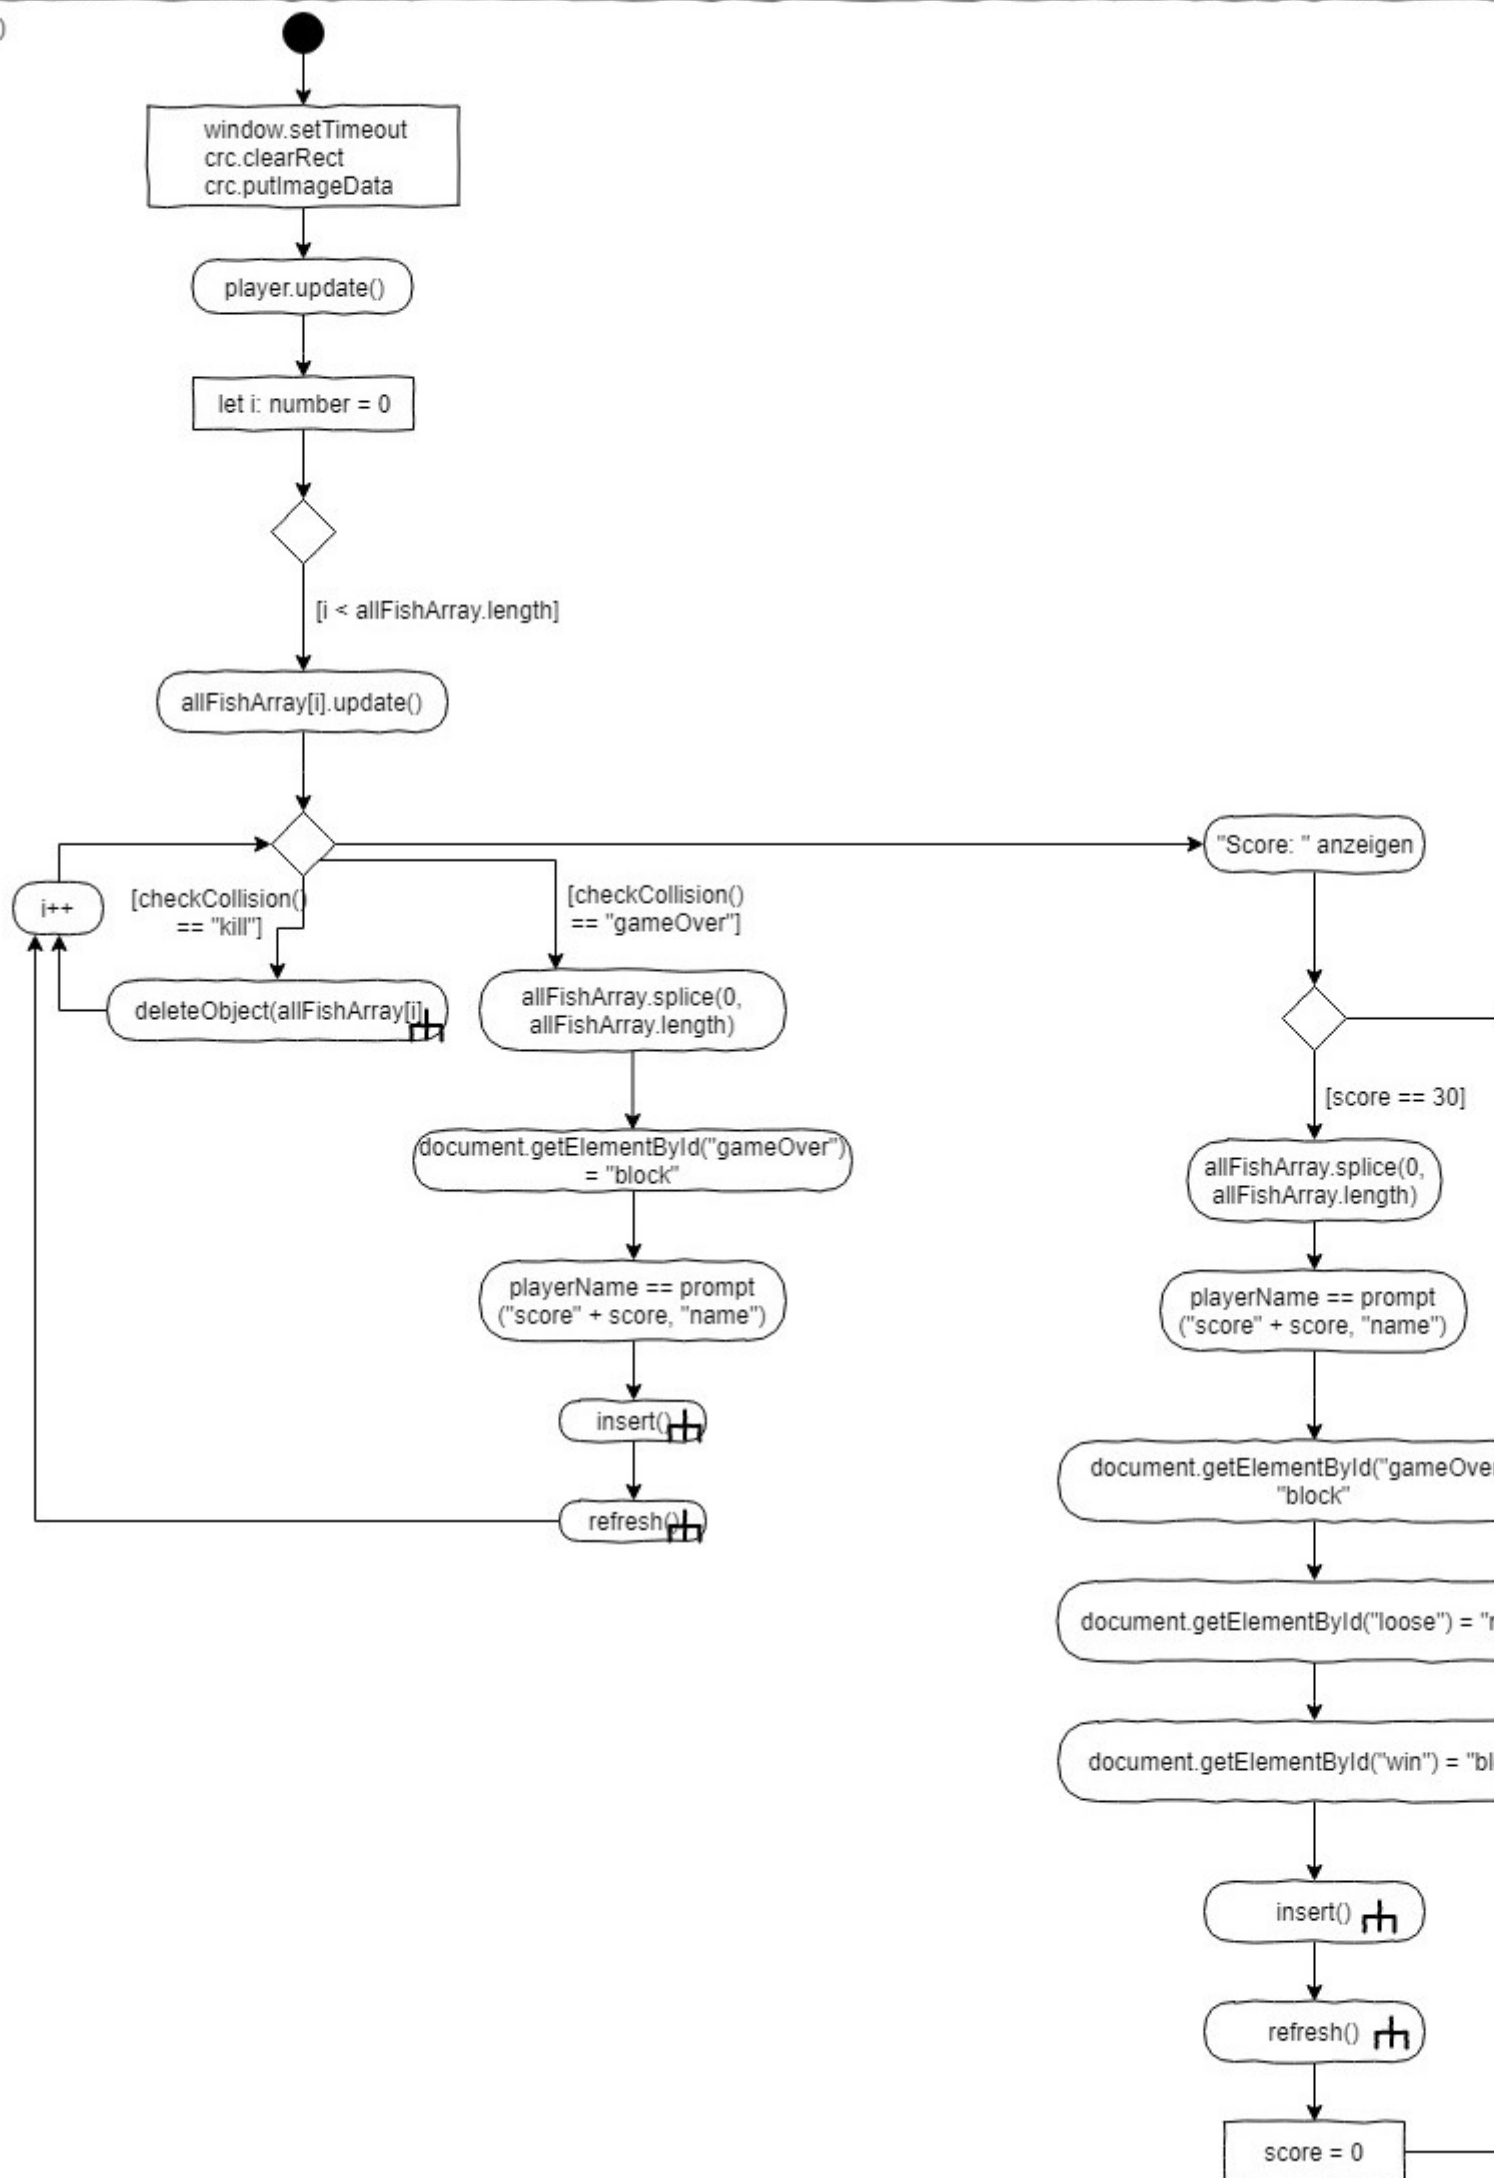 )
window.setTimeout
crc.clearRect
crc.putImageData
player.update()
let i: number = 0
[i < allFishArray.length]
allFishArray[i].update()
"Score: " anzeigen
i++
[checkCollision()
== "kill"]
[checkCollision()
== "gameOver"]
deleteObject(allFishArray[i]
allFishArray.splice(0,
allFishArray.length)
document.getElementById("gameOver")
= "block"
playerName == prompt
("score" + score, "name")
insert()
refresh()
[score == 30]
allFishArray.splice(0,
allFishArray.length)
playerName == prompt
("score" + score, "name")
document.getElementById("gameOver
"block"
document.getElementById("loose") = "
document.getElementById("win") = "bl
insert()
refresh()
score = 0